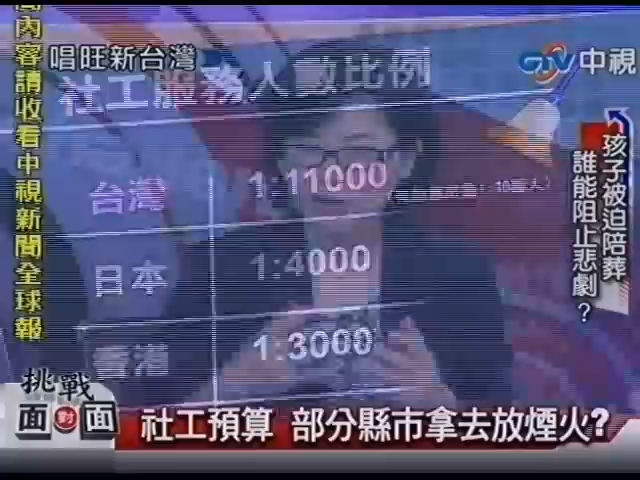 面內容請收看中視新聞全球報
唱旺新台灣
CTV中視
社工服務人數比例
台灣 1:11000
日本 1:4000
香港 1:3000
孩子被迫陪葬
誰能阻止悲劇？
挑戰
面對面
社工預算 部分縣市拿去放煙火?